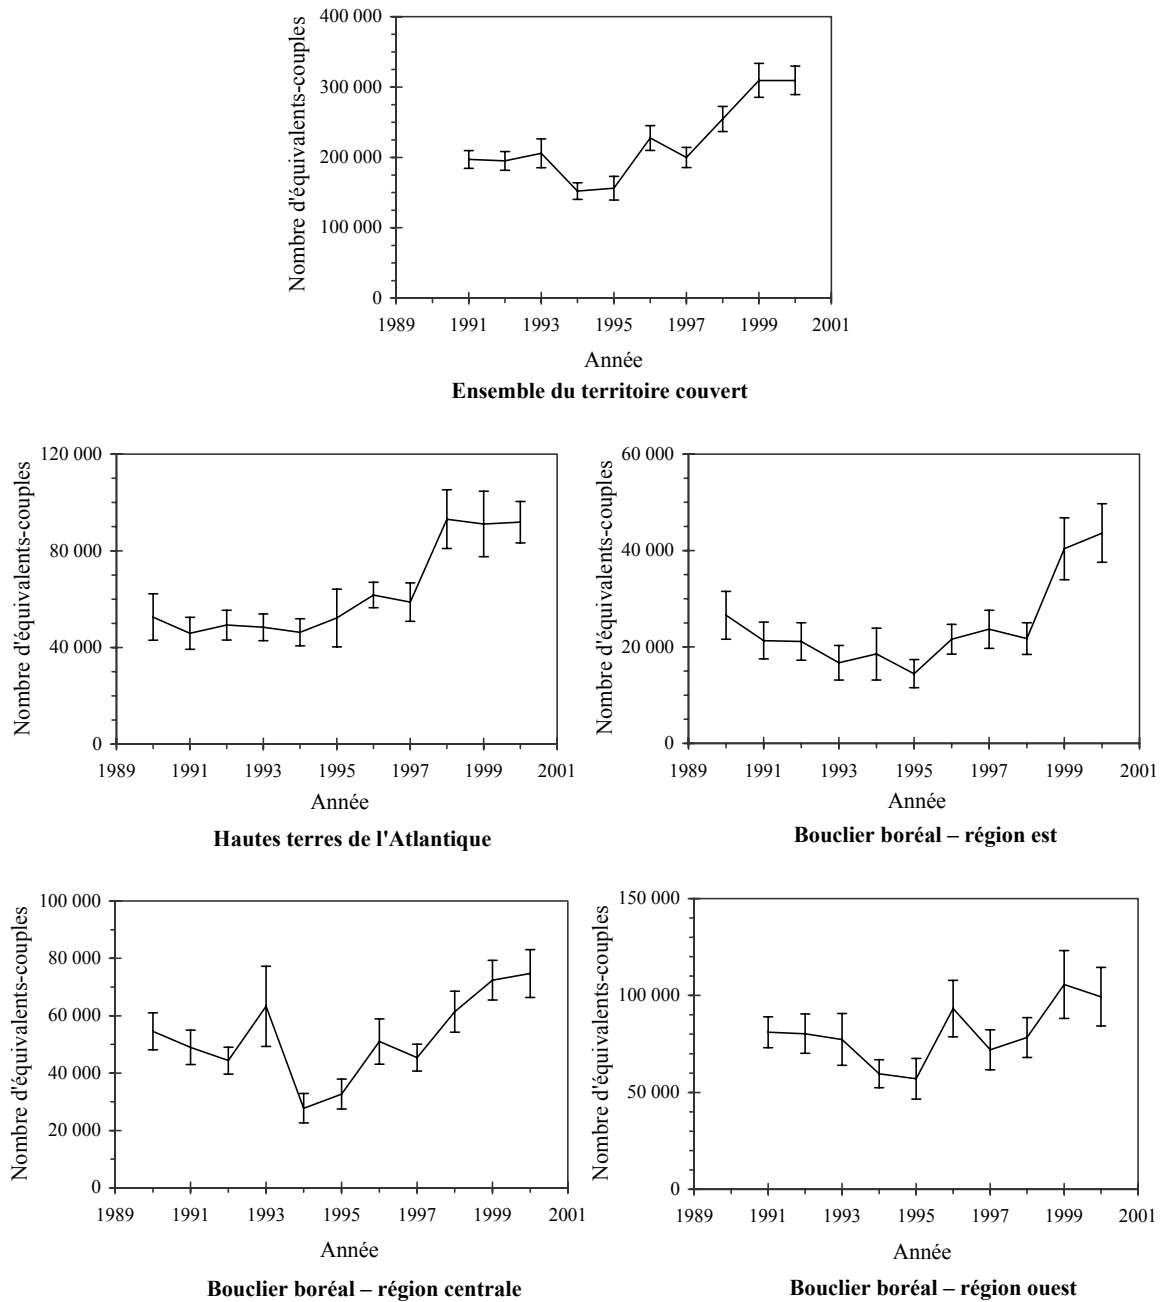 Nombre d'équivalents-couples
400 000
300 000
200 000
100 000
0
1989 1991 1993 1995 1997 1999 2001
Année
Ensemble du territoire couvert
Nombre d'équivalents-couples
120 000
80 000
40 000
0
1989 1991 1993 1995 1997 1999 2001
Année
Hautes terres de l'Atlantique
Nombre d'équivalents-couples
60 000
40 000
20 000
0
1989 1991 1993 1995 1997 1999 2001
Année
Bouclier boréal – région est
Nombre d'équivalents-couples
100 000
80 000
60 000
40 000
20 000
0
1989 1991 1993 1995 1997 1999 2001
Année
Bouclier boréal – région centrale
Nombre d'équivalents-couples
150 000
100 000
50 000
0
1989 1991 1993 1995 1997 1999 2001
Année
Bouclier boréal – région ouest